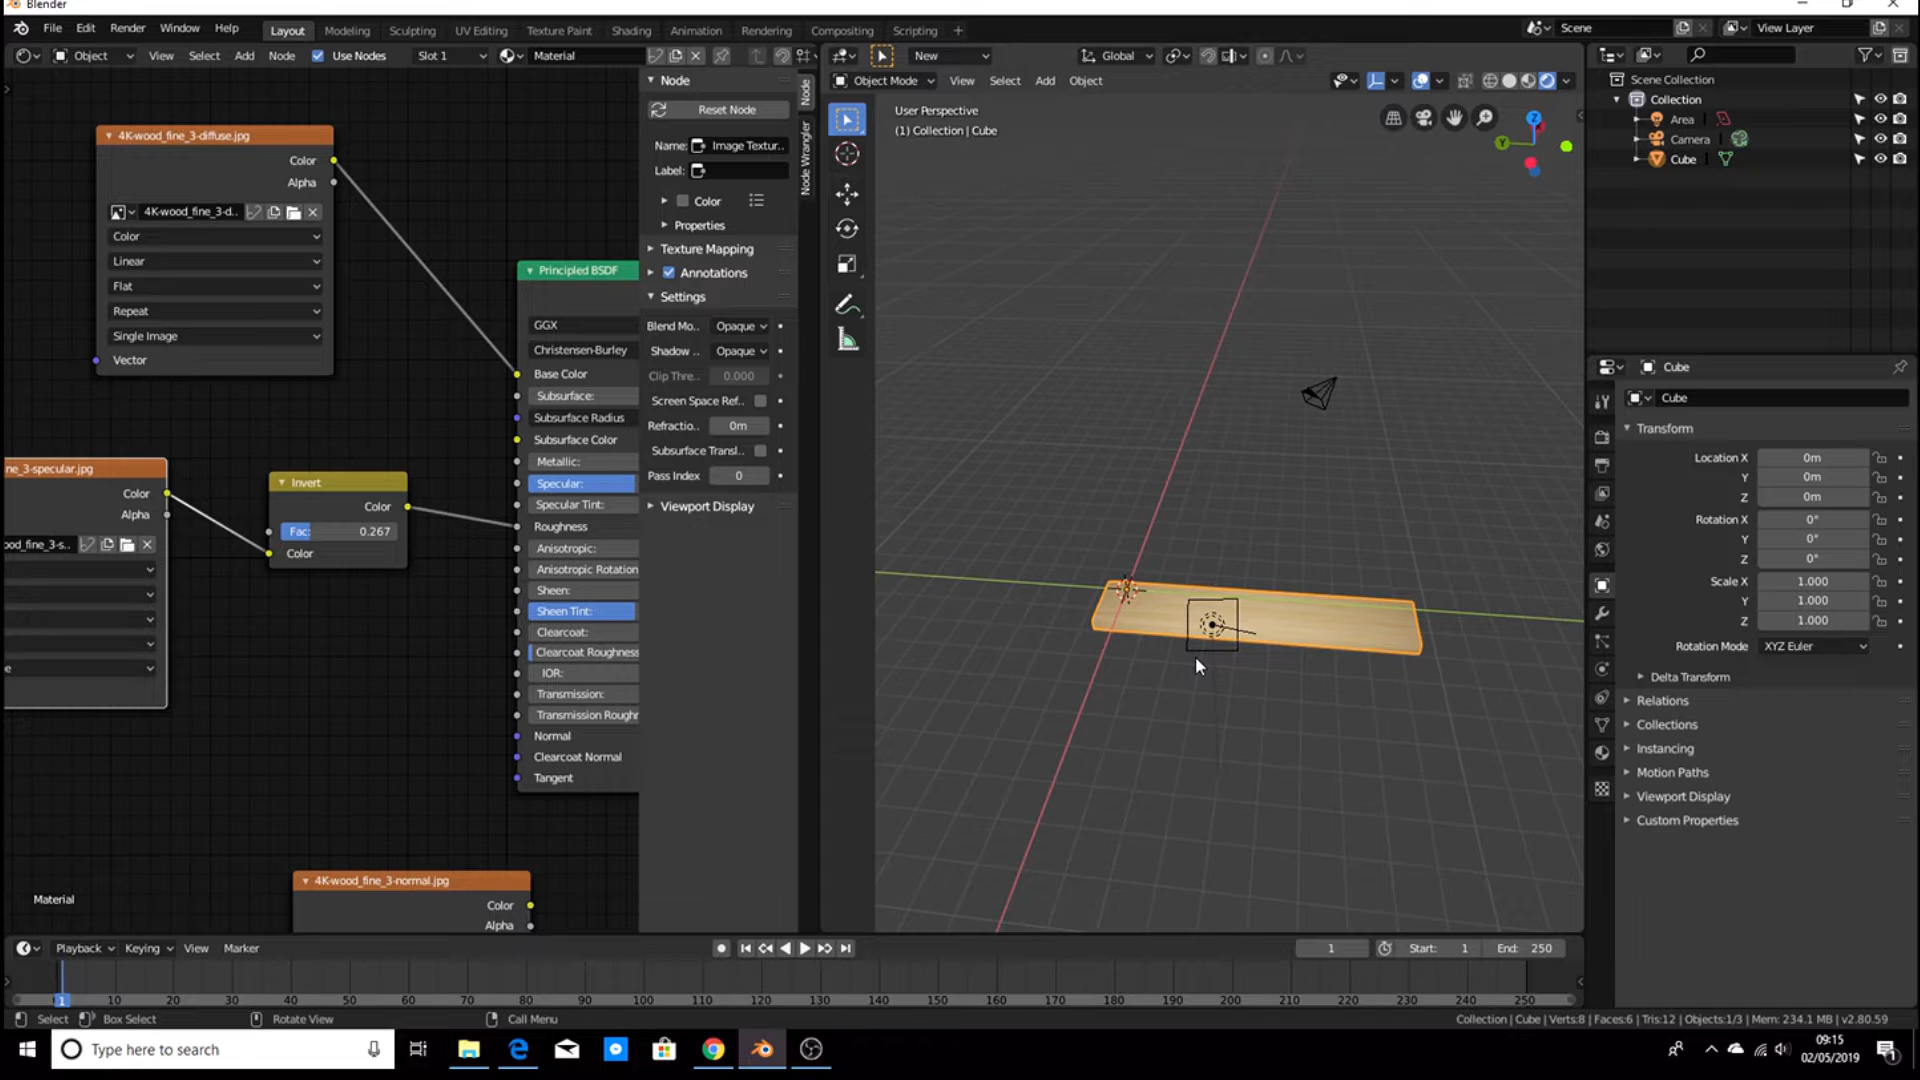 Blender
File Edit Render Window Help Layout Modeling Sculpting UV Editing Texture Paint Shading Animation Rendering Compositing Scripting + Scene View Layer
Object View Select Add Node Use Nodes Slot 1 Material
New Global
Object Mode View Select Add Object
Node
Reset Node
Name: Image Textur..
Label:
Color
Properties
Texture Mapping
Annotations
Settings
Blend Mo.. Opaque
Shadow .. Opaque
Clip Thre.. 0.000
Screen Space Ref..
Refractio.. 0m
Subsurface Transl..
Pass Index 0
Viewport Display
Node
Node Wrangler
4K-wood_fine_3-diffuse.jpg
Color
Alpha
4K-wood_fine_3-d..
Color
Linear
Flat
Repeat
Single Image
Vector
ne_3-specular.jpg
Color
Alpha
ood_fine_3-s..
e
Invert
Color
Fac: 0.267
Color
Principled BSDF
GGX
Christensen-Burley
Base Color
Subsurface:
Subsurface Radius
Subsurface Color
Metallic:
Specular:
Specular Tint:
Roughness
Anisotropic:
Anisotropic Rotation
Sheen:
Sheen Tint:
Clearcoat:
Clearcoat Roughness
IOR:
Transmission:
Transmission Roughr
Normal
Clearcoat Normal
Tangent
4K-wood_fine_3-normal.jpg
Color
Alpha
Material
User Perspective
(1) Collection | Cube
Z
Y
Scene Collection
Collection
Area
Camera
Cube
Cube
Cube
Transform
Location X 0m
Y 0m
Z 0m
Rotation X 0°
Y 0°
Z 0°
Scale X 1.000
Y 1.000
Z 1.000
Rotation Mode XYZ Euler
Delta Transform
Relations
Collections
Instancing
Motion Paths
Viewport Display
Custom Properties
Playback Keying View Marker 1 Start: 1 End: 250
1 10 20 30 40 50 60 70 80 90 100 110 120 130 140 150 160 170 180 190 200 210 220 230 240 250
Select Box Select Rotate View Call Menu Collection | Cube | Verts:8 | Faces:6 | Tris:12 | Objects:1/3 | Mem: 234.1 MB | v2.80.59
Type here to search
09:15
02/05/2019
1